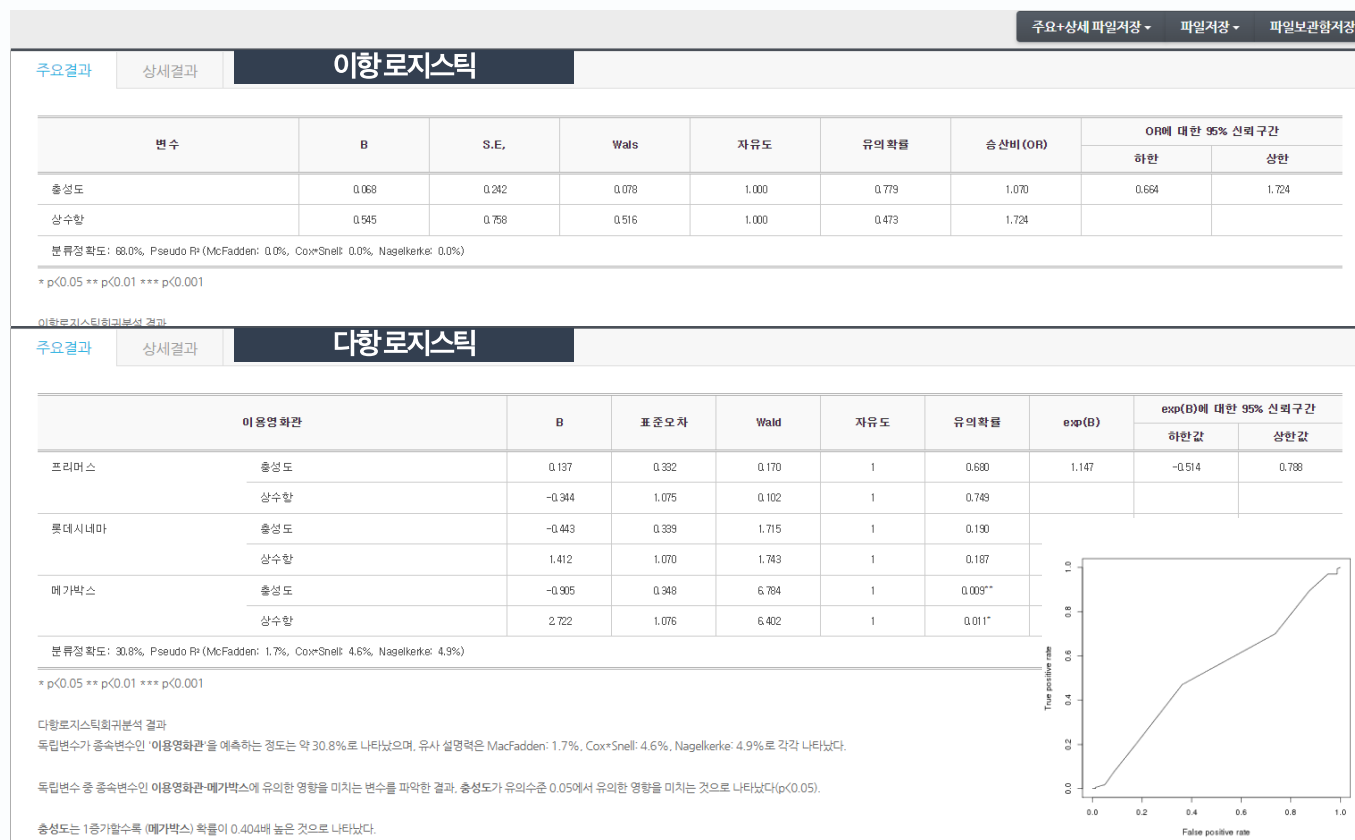 주요+상세 파일저장 파일저장 파일보관함저장
주요결과 상세결과 이항 로지스틱
변수 B S.E, Wals 자유도 유의확률 승산비(OR) OR에 대한 95% 신뢰구간
하한 상한
충성도 0.068 0.242 0.078 1.000 0.779 1.070 0.664 1.724
상수항 0.545 0.758 0.516 1.000 0.473 1.724
분류정확도: 68.0%, Pseudo R²(McFadden: 0.0%, Cox*Snell: 0.0%, Nagelkerke: 0.0%)
* p<0.05 ** p<0.01 *** p<0.001
이항로지스틱회귀분석 결과
주요결과 상세결과 다항 로지스틱
이용영화관 B 표준오차 Wald 자유도 유의확률 exp(B) exp(B)에 대한 95% 신뢰구간
하한값 상한값
프리머스 충성도 0.137 0.332 0.170 1 0.680 1.147 -0.514 0.788
상수항 -0.344 1.075 0.102 1 0.749
롯데시네마 충성도 -0.443 0.339 1.715 1 0.190
상수항 1.412 1.070 1.743 1 0.187
메가박스 충성도 -0.905 0.348 6.784 1 0.009**
상수항 2.722 1.076 6.402 1 0.011*
분류정확도: 30.8%, Pseudo R²(McFadden: 1.7%, Cox*Snell: 4.6%, Nagelkerke: 4.9%)
* p<0.05 ** p<0.01 *** p<0.001
다항로지스틱회귀분석 결과
독립변수가 종속변수인 '이용영화관'을 예측하는 정도는 약 30.8%로 나타났으며, 유사 설명력은 MacFadden: 1.7%, Cox*Snell: 4.6%, Nagelkerke: 4.9%로 각각 나타났다.
독립변수 중 종속변수인 이용영화관-메가박스에 유의한 영향을 미치는 변수를 파악한 결과, 충성도가 유의수준 0.05에서 유의한 영향을 미치는 것으로 나타났다(p<0.05).
충성도는 1증가할수록 (메가박스) 확률이 0.404배 높은 것으로 나타났다.
True positive rate
1.0
0.8
0.6
0.4
0.2
0.0
0.0 0.2 0.4 0.6 0.8 1.0
False positive rate